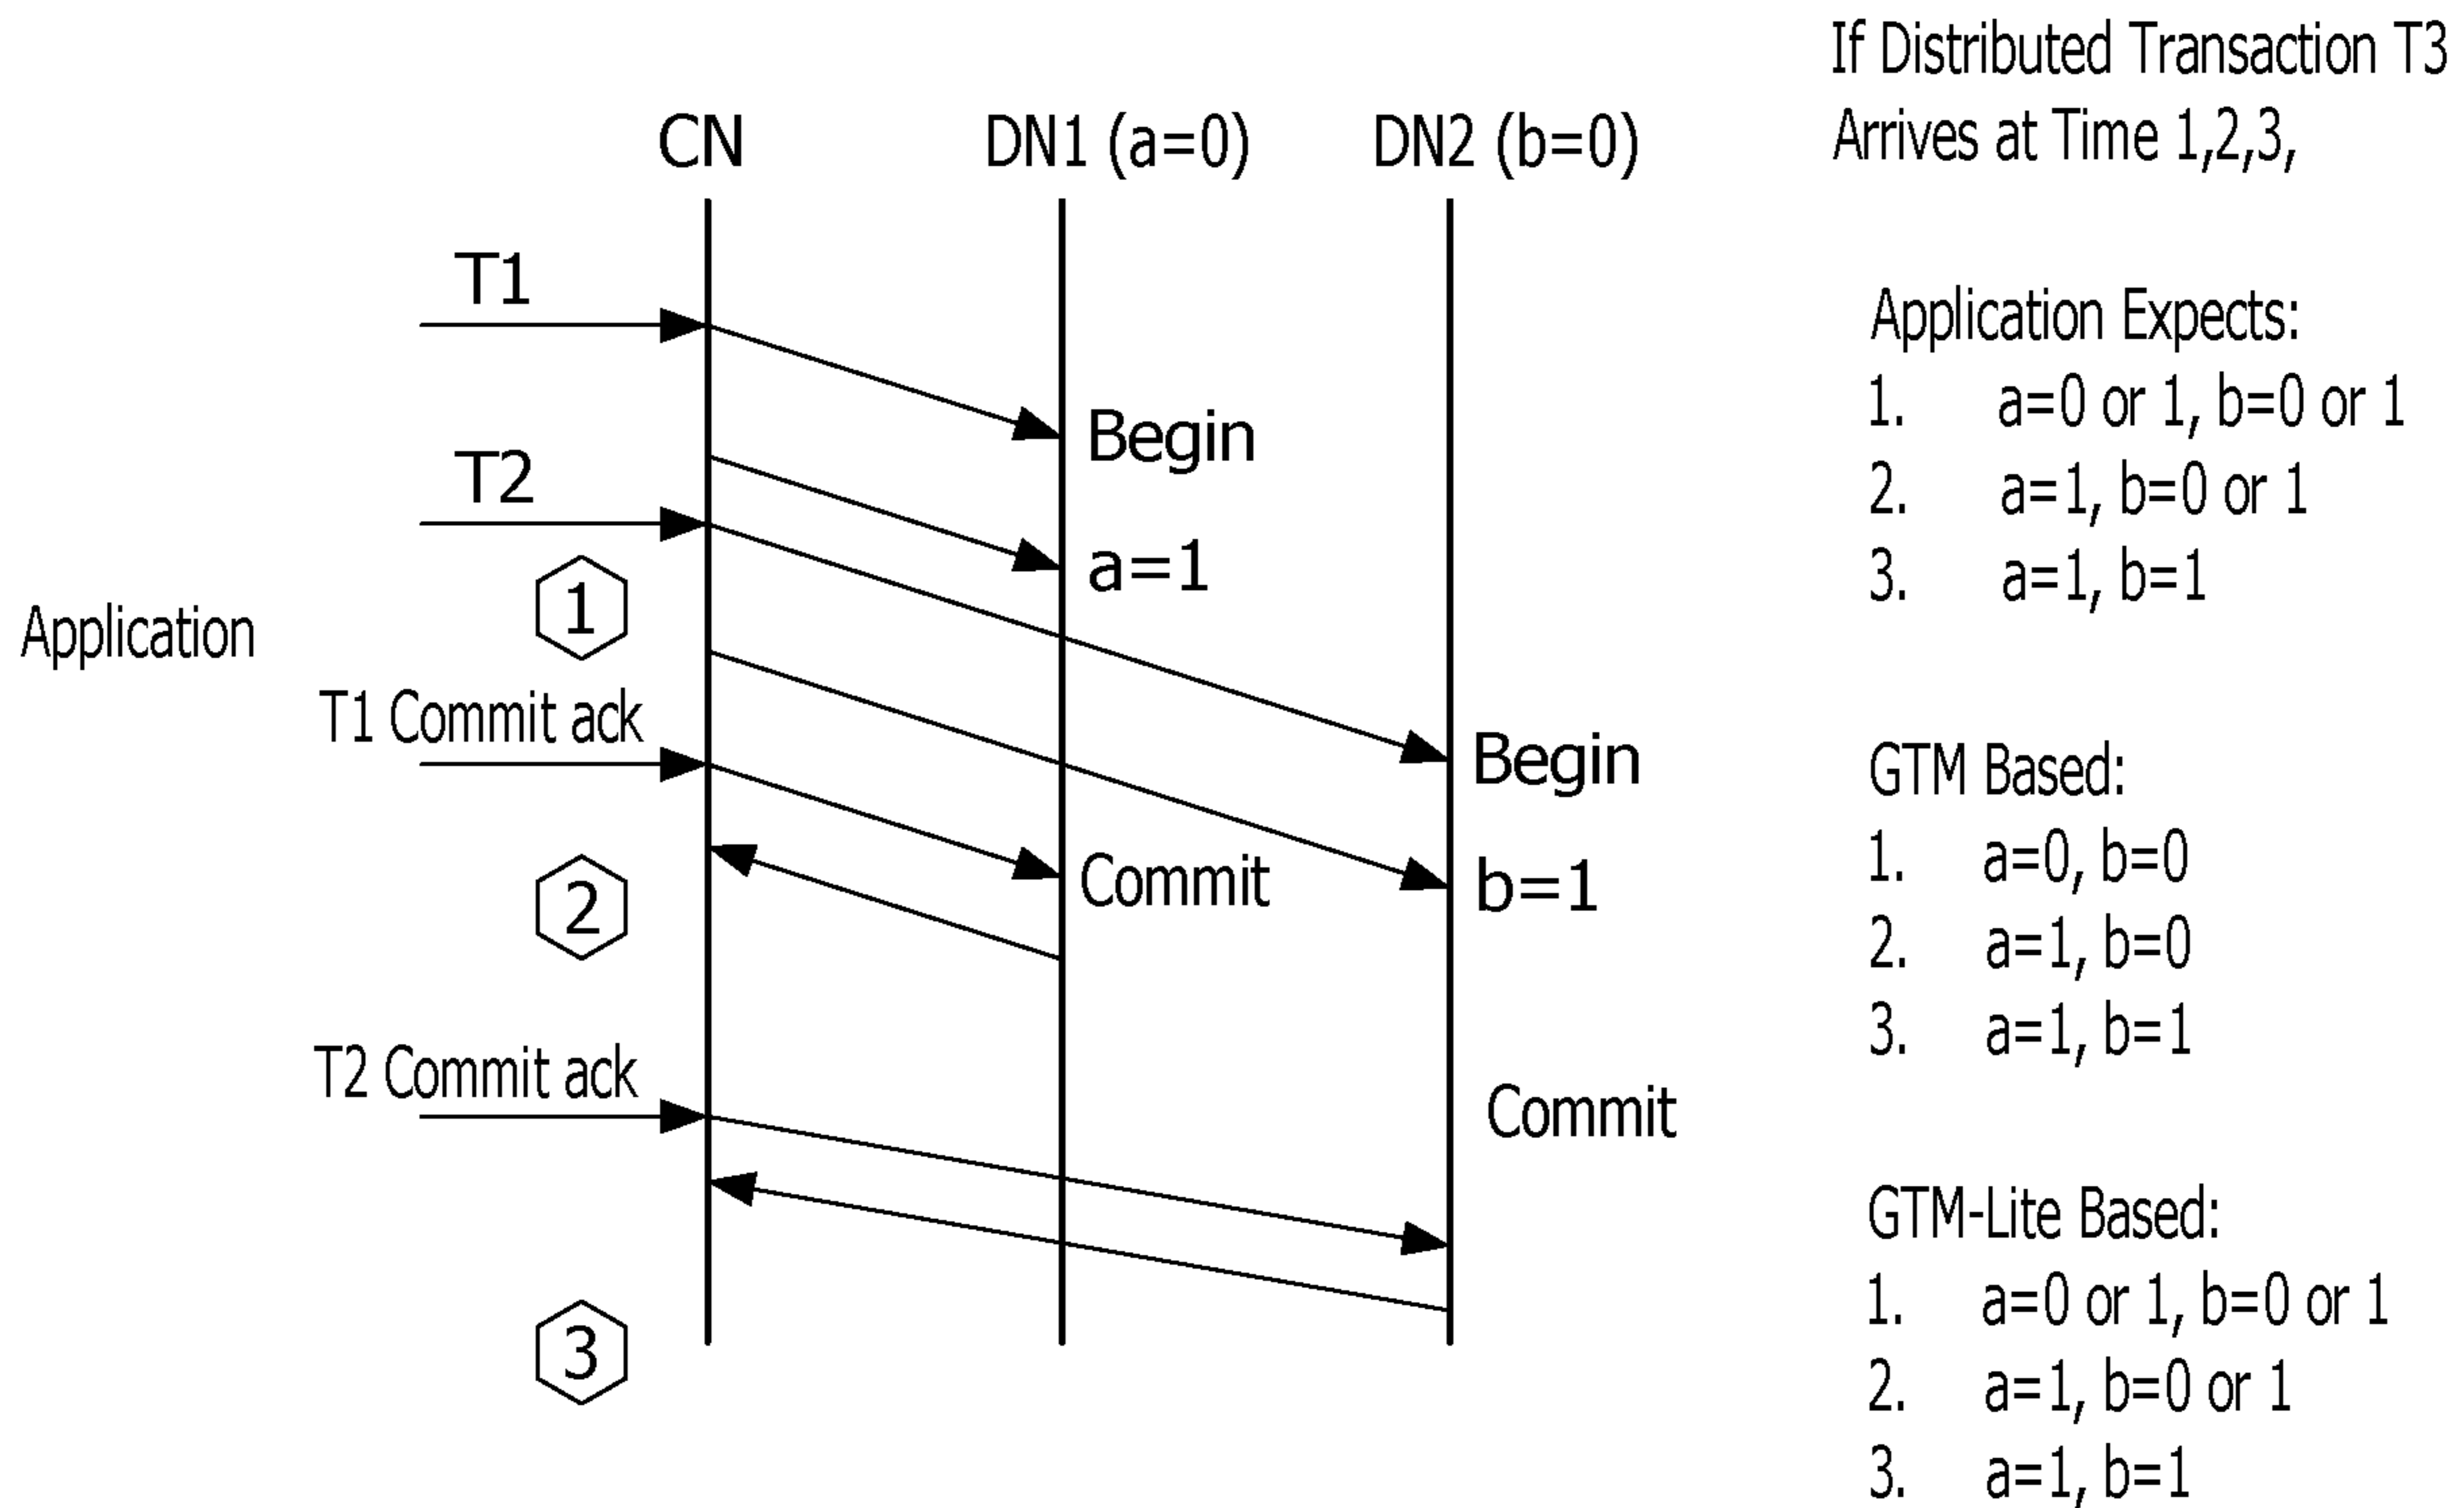 If Distributed Transaction T3
Arrives at Time 1,2,3,
CN
DN1 (a=0)
DN2 (b=0)
T1
Begin
T2
a=1
1
Application
T1 Commit ack
Begin
2
Commit
b=1
T2 Commit ack
Commit
3
Application Expects:
1. a=0 or 1, b=0 or 1
2. a=1, b=0 or 1
3. a=1, b=1
GTM Based:
1. a=0, b=0
2. a=1, b=0
3. a=1, b=1
GTM-Lite Based:
1. a=0 or 1, b=0 or 1
2. a=1, b=0 or 1
3. a=1, b=1